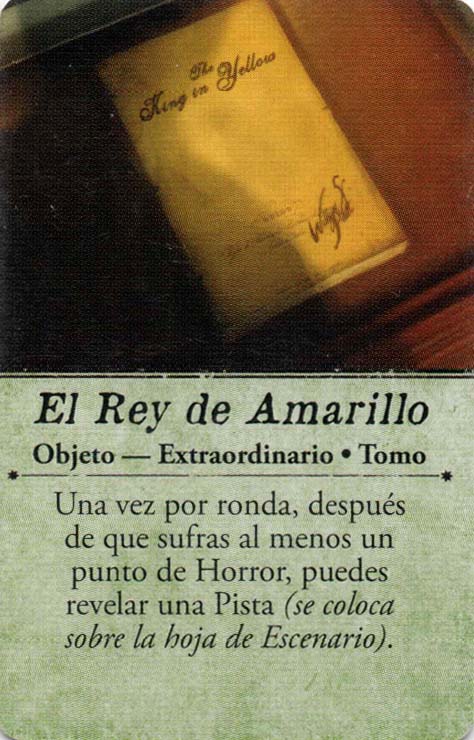 The
King in Yellow
El Rey de Amarillo
Objeto — Extraordinario • Tomo
Una vez por ronda, después
de que sufras al menos un
punto de Horror, puedes
revelar una Pista (se coloca
sobre la hoja de Escenario).